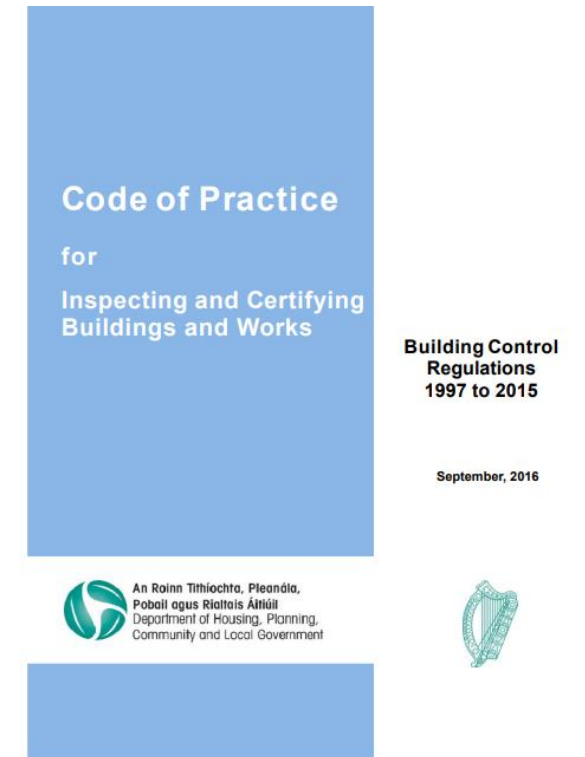 Code of Practice
for
Inspecting and Certifying
Buildings and Works
Building Control
Regulations
1997 to 2015
September, 2016
An Roinn Tithíochta, Pleanála,
Pobail agus Rialtais Áitiúil
Department of Housing, Planning,
Community and Local Government